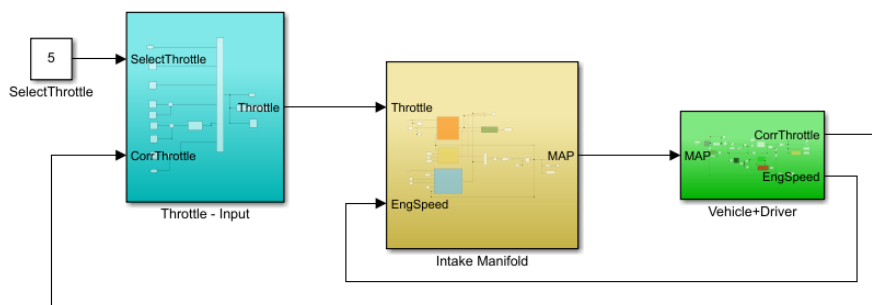 5
SelectThrottle
SelectThrottle
Throttle
CorrThrottle
Throttle - Input
Throttle
MAP
EngSpeed
Intake Manifold
MAP
CorrThrottle
EngSpeed
Vehicle+Driver